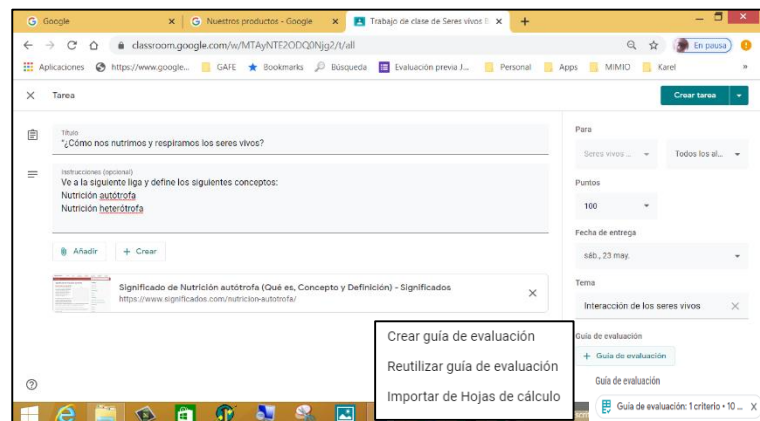 Google
Nuestros productos - Google
Trabajo de clase de Seres vivos B
classroom.google.com/w/MTAyNTE2ODQ0Njg2/t/all
En pausa
Aplicaciones
https://www.google...
GAFE
Bookmarks
Búsqueda
Evaluación previa J...
Personal
Apps
MIMIO
Karel
Tarea
Crear tarea
Título
"¿Cómo nos nutrimos y respiramos los seres vivos?
Instrucciones (opcional)
Ve a la siguiente liga y define los siguientes conceptos:
Nutrición autótrofa
Nutrición heterótrofa
Añadir
+ Crear
Significado de Nutrición autótrofa (Qué es, Concepto y Definición) - Significados
https://www.significados.com/nutricion-autotrofa/
Para
Seres vivos ...
Todos los al...
Puntos
100
Fecha de entrega
sáb., 23 may.
Tema
Interacción de los seres vivos
Guía de evaluación
+ Guía de evaluación
Crear guía de evaluación
Reutilizar guía de evaluación
Importar de Hojas de cálculo
Guía de evaluación
Guía de evaluación: 1 criterio • 10 ...